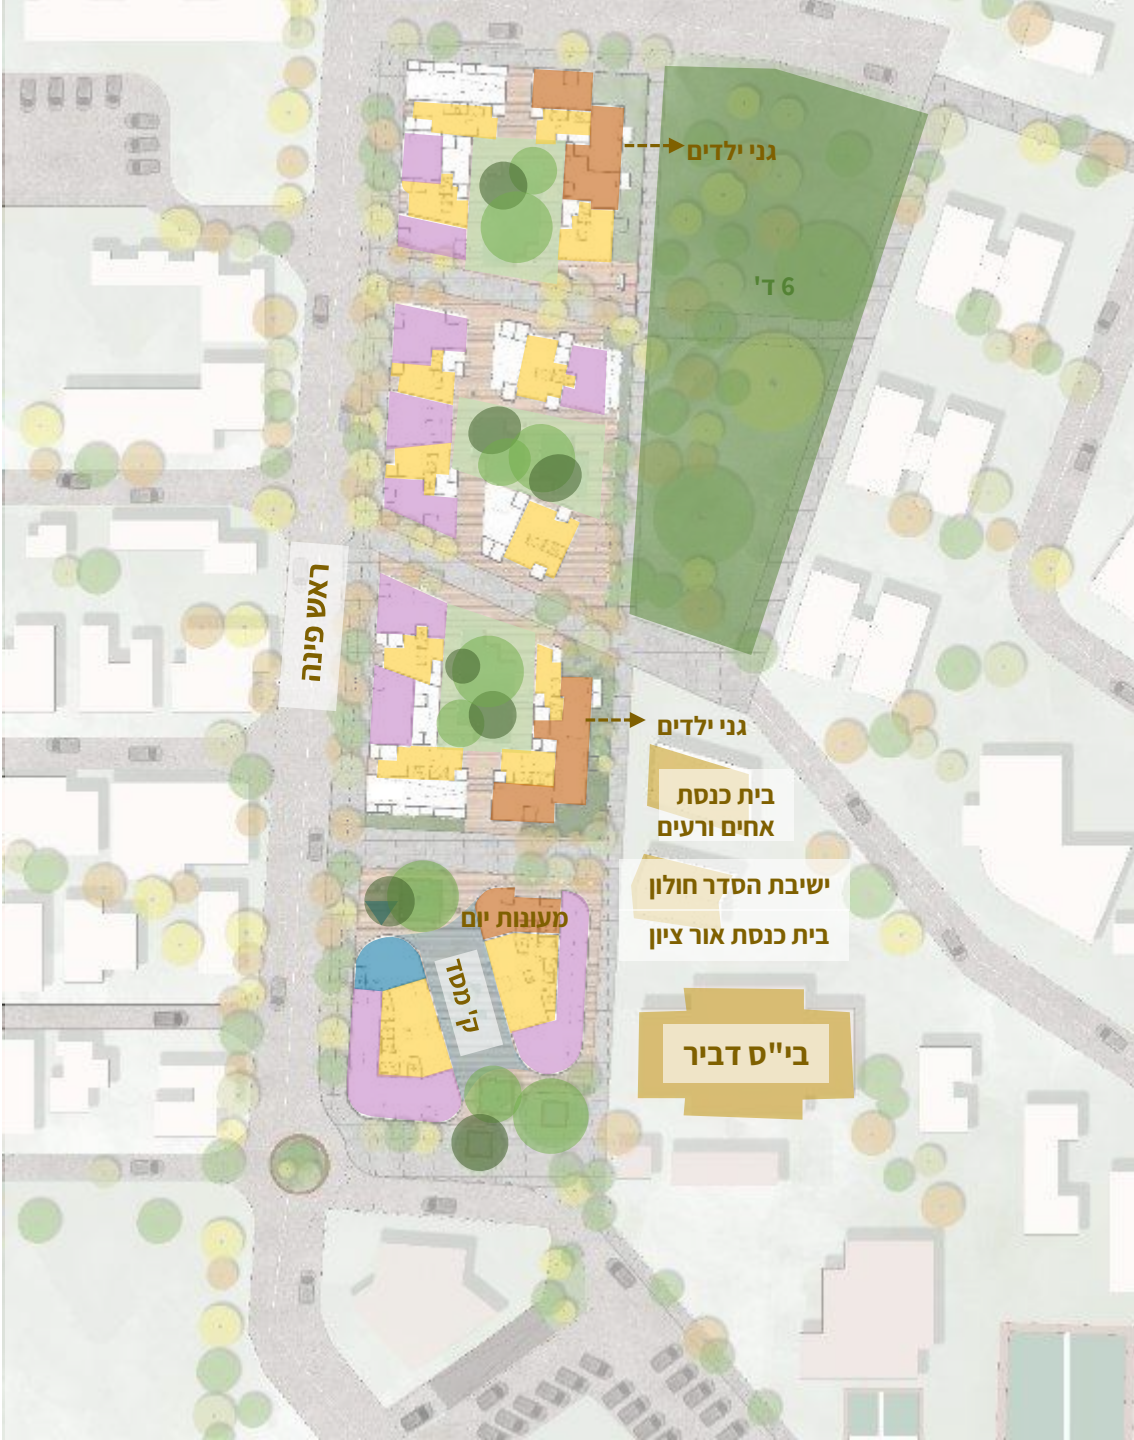 גני ילדים
6 ד'
ראש פינה
גני ילדים
בית כנסת
אחים ורעים
ישיבת הסדר חולון
מעונות יום
בית כנסת אור ציון
ק' מסד
בי"ס דביר